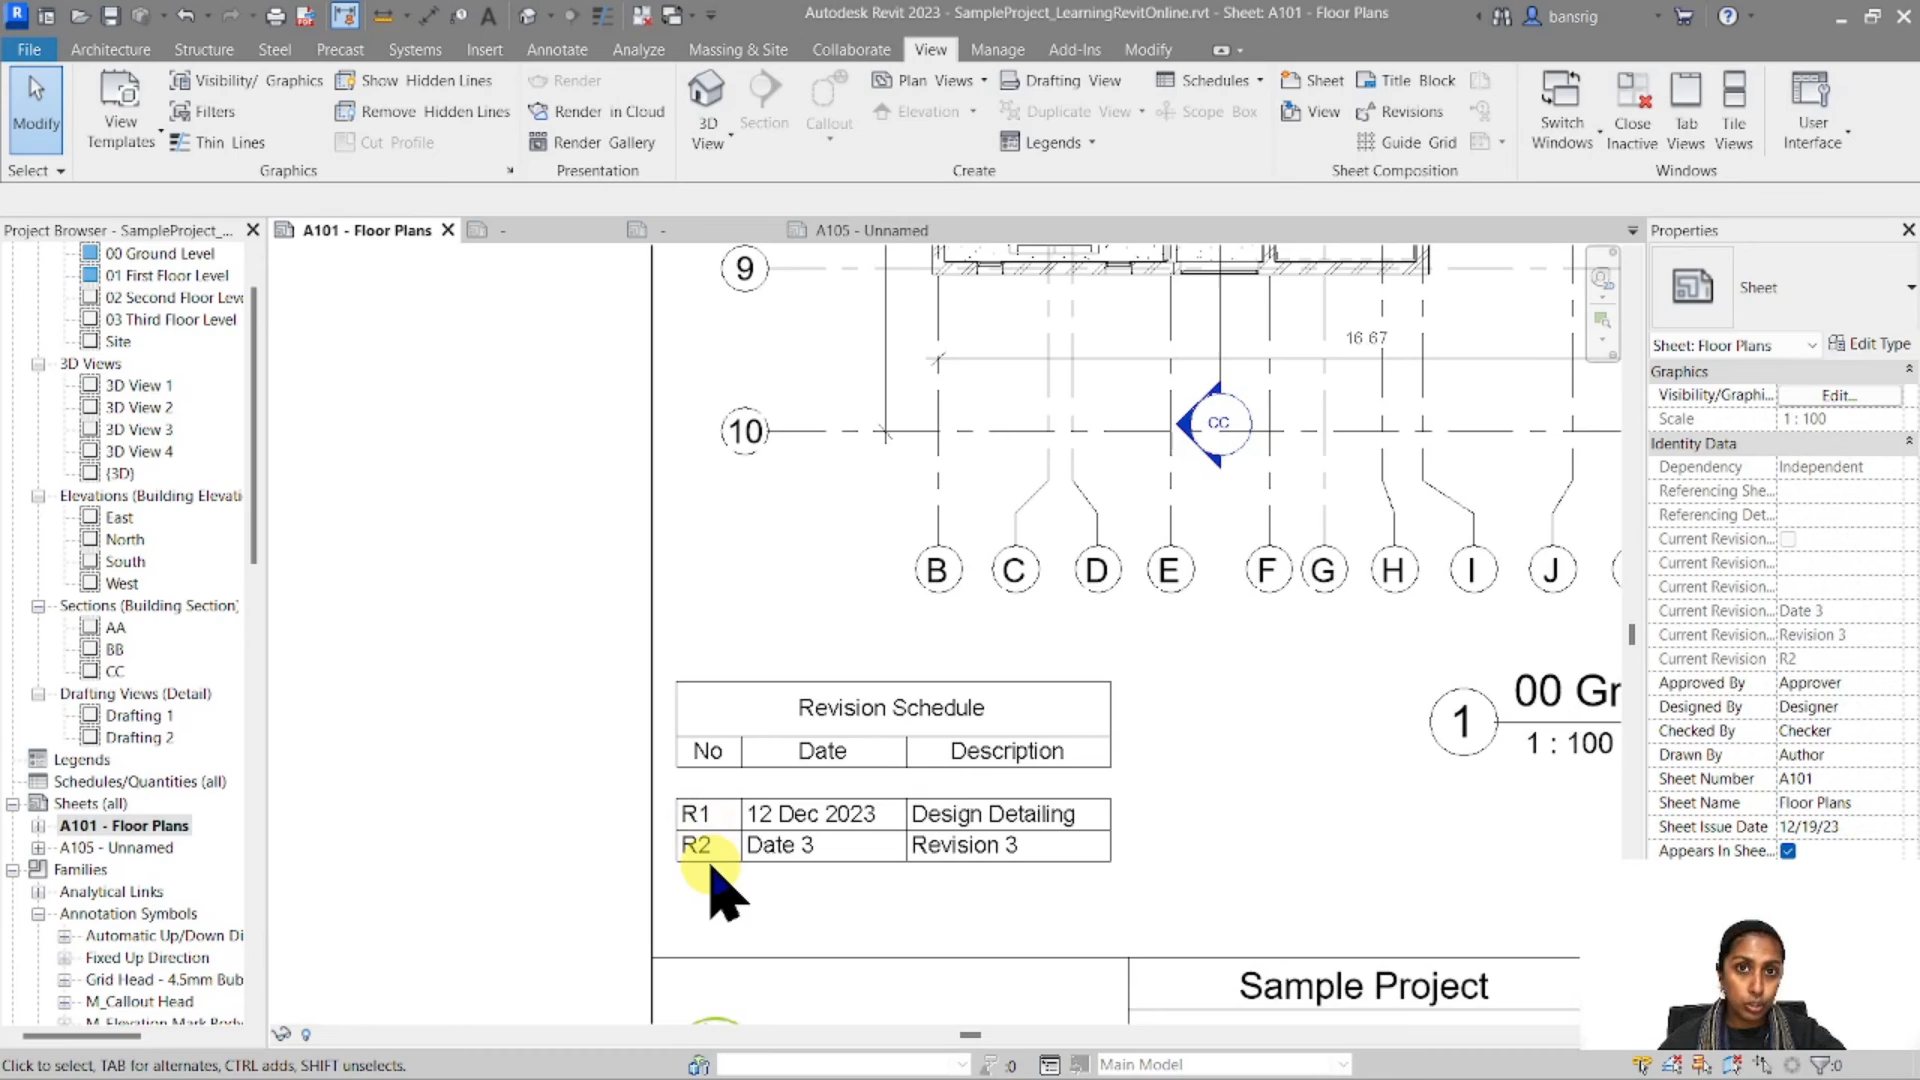 Autodesk Revit 2023 - SampleProject_LearningRevitOnline.rvt - Sheet: A101 - Floor Plans
bansrig
File Architecture Structure Steel Precast Systems Insert Annotate Analyze Massing & Site Collaborate View Manage Add-Ins Modify
Modify
View
Templates
Visibility/ Graphics
Filters
Thin Lines
Show Hidden Lines
Remove Hidden Lines
Cut Profile
Render
Render in Cloud
Render Gallery
3D
View
Section
Callout
Plan Views
Elevation
Drafting View
Duplicate View
Legends
Schedules
Scope Box
Sheet
View
Title Block
Revisions
Guide Grid
Switch
Windows
Close
Inactive
Tab
Views
Tile
Views
User
Interface
Select Graphics Presentation Create Sheet Composition Windows
Project Browser - SampleProject_...
00 Ground Level
01 First Floor Level
02 Second Floor Leve
03 Third Floor Level
Site
3D Views
3D View 1
3D View 2
3D View 3
3D View 4
{3D}
Elevations (Building Elevati
East
North
South
West
Sections (Building Section)
AA
BB
CC
Drafting Views (Detail)
Drafting 1
Drafting 2
Legends
Schedules/Quantities (all)
Sheets (all)
A101 - Floor Plans
A105 - Unnamed
Families
Analytical Links
Annotation Symbols
Automatic Up/Down Di
Fixed Up Direction
Grid Head - 4.5mm Bub
M_Callout Head
M_Elevation Mark Body
A101 - Floor Plans - - A105 - Unnamed
9
16 67
10
CC
B C D E F G H I J
Revision Schedule
No Date Description
R1 12 Dec 2023 Design Detailing
R2 Date 3 Revision 3
1
00 Gr
1 : 100
Sample Project
Properties
Sheet
Sheet: Floor Plans Edit Type
Graphics
Visibility/Graphi... Edit...
Scale 1 : 100
Identity Data
Dependency Independent
Referencing She...
Referencing Det...
Current Revision...
Current Revision...
Current Revision...
Current Revision... Date 3
Current Revision... Revision 3
Current Revision R2
Approved By Approver
Designed By Designer
Checked By Checker
Drawn By Author
Sheet Number A101
Sheet Name Floor Plans
Sheet Issue Date 12/19/23
Appears In Shee...
Click to select, TAB for alternates, CTRL adds, SHIFT unselects.
:0
Main Model
:0